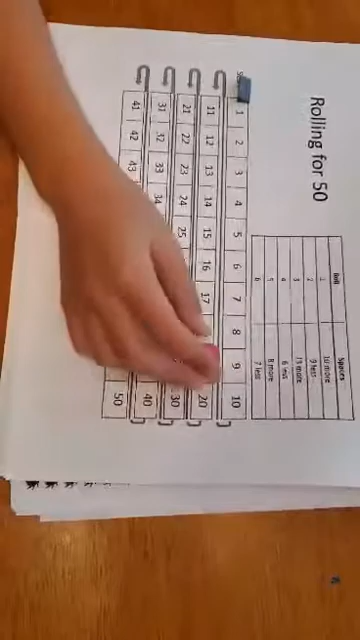 Rolling for 50
Roll Spaces
1 10 more
2 9 less
3 11 more
4 6 less
5 8 more
6 7 less
1 2 3 4 5 6 7 8 9 10
11 12 13 14 15 16 17 20
21 22 23 24 25 30
31 32 33 34 40
41 42 43 50